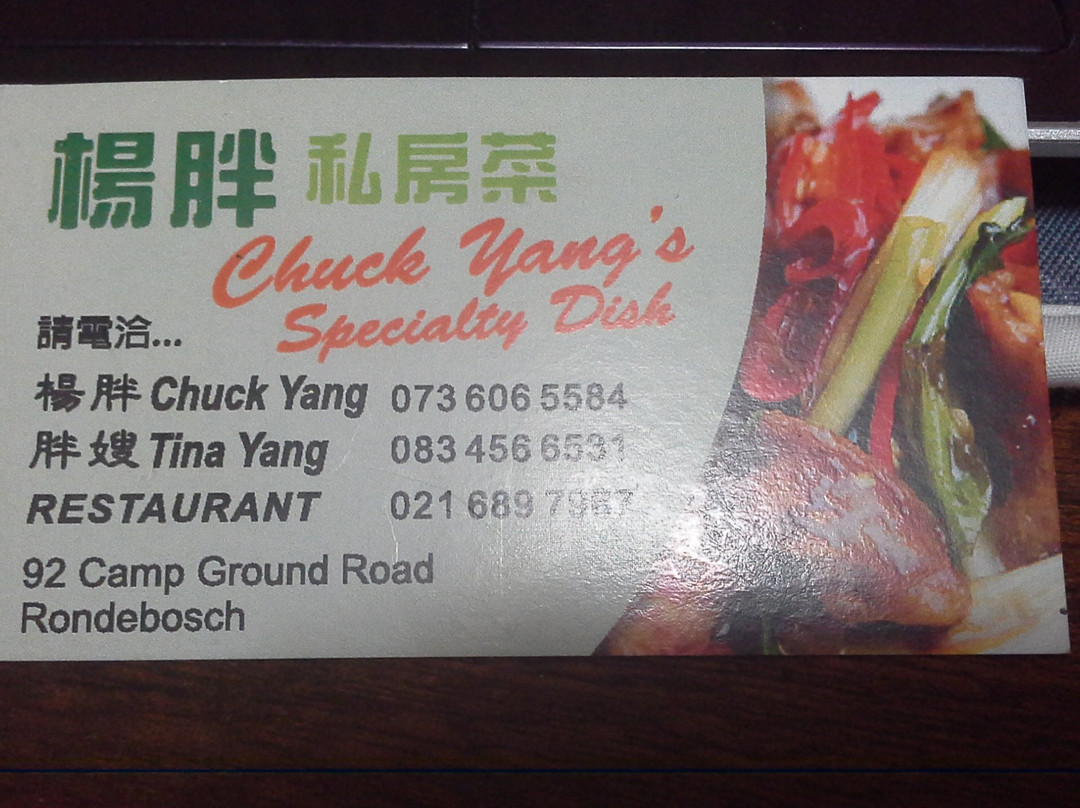 楊胖 私房菜
Chuck Yang's
Specialty Dish
請電洽...
楊胖 Chuck Yang 073 606 5584
胖嫂 Tina Yang 083 456 6531
RESTAURANT 021 689 7967
92 Camp Ground Road
Rondebosch